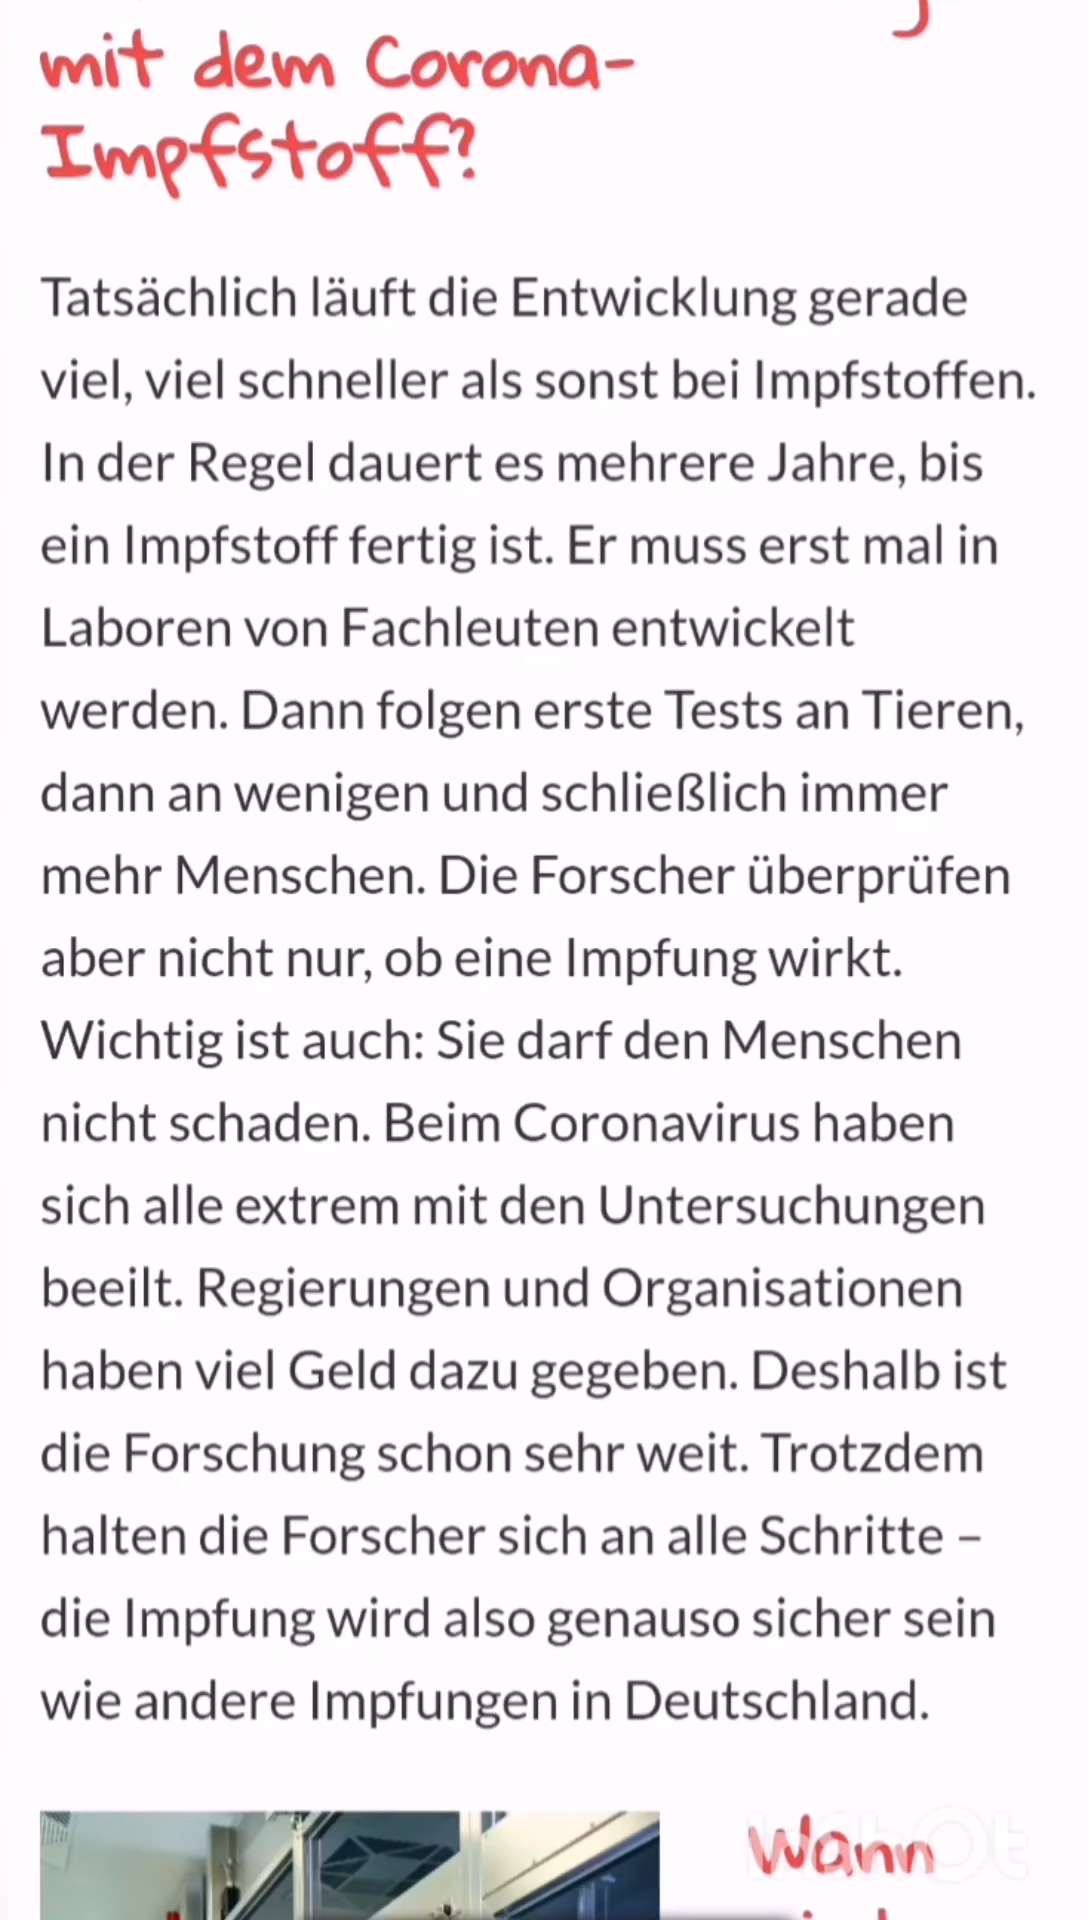 mit dem Corona-
Impfstoff?
Tatsächlich läuft die Entwicklung gerade
viel, viel schneller als sonst bei Impfstoffen.
In der Regel dauert es mehrere Jahre, bis
ein Impfstoff fertig ist. Er muss erst mal in
Laboren von Fachleuten entwickelt
werden. Dann folgen erste Tests an Tieren,
dann an wenigen und schließlich immer
mehr Menschen. Die Forscher überprüfen
aber nicht nur, ob eine Impfung wirkt.
Wichtig ist auch: Sie darf den Menschen
nicht schaden. Beim Coronavirus haben
sich alle extrem mit den Untersuchungen
beeilt. Regierungen und Organisationen
haben viel Geld dazu gegeben. Deshalb ist
die Forschung schon sehr weit. Trotzdem
halten die Forscher sich an alle Schritte –
die Impfung wird also genauso sicher sein
wie andere Impfungen in Deutschland.
Wann
InShOt